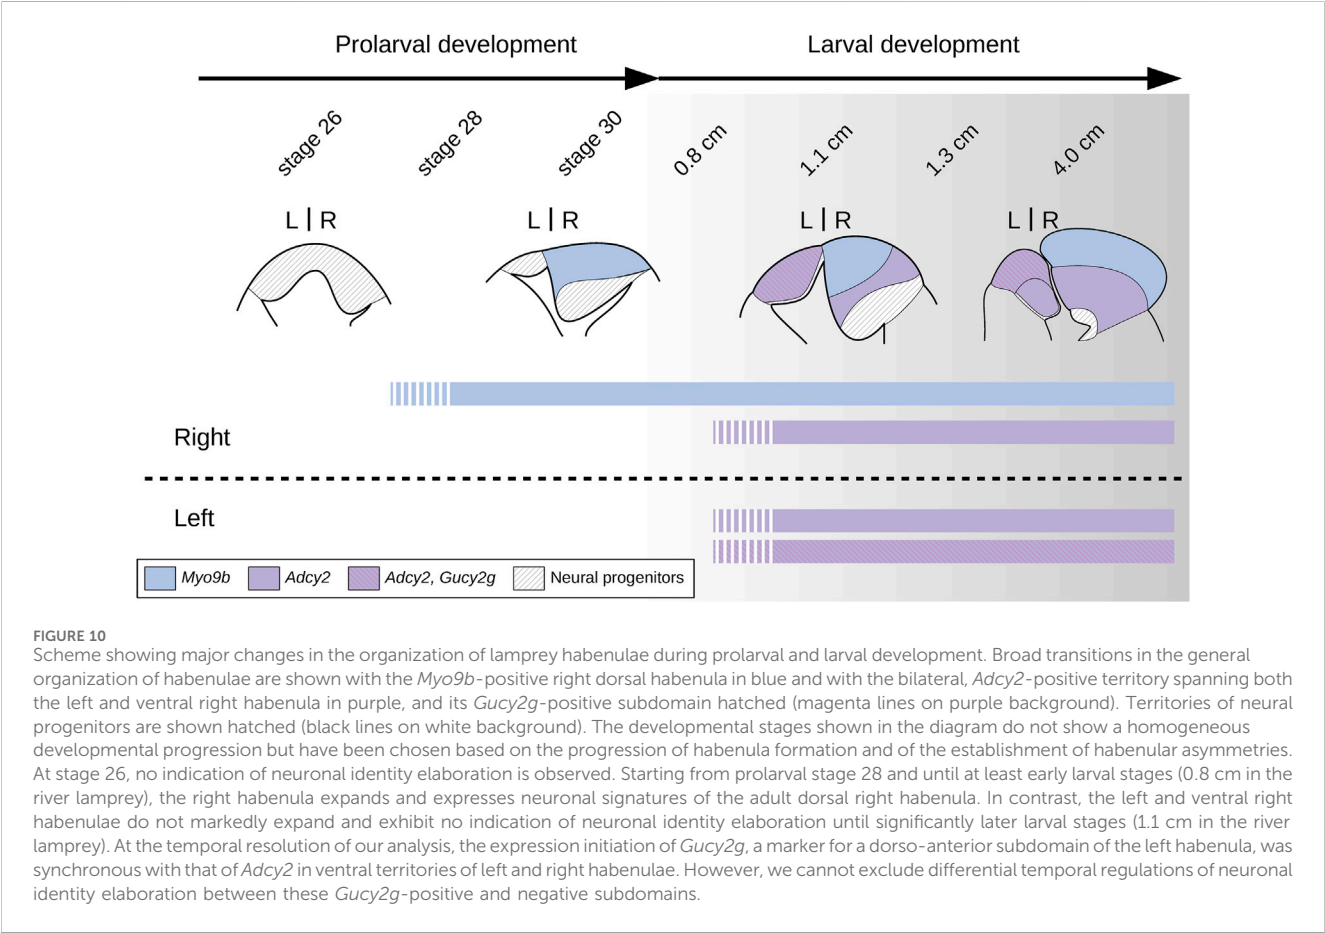 Prolarval development
Larval development
stage 26
stage 28
stage 30
0.8 cm
1.1 cm
1.3 cm
4.0 cm
L | R
L | R
L | R
L | R
Right
Left
Myo9b
Adcy2
Adcy2, Gucy2g
Neural progenitors
FIGURE 10
Scheme showing major changes in the organization of lamprey habenulae during prolarval and larval development. Broad transitions in the general
organization of habenulae are shown with the Myo9b-positive right dorsal habenula in blue and with the bilateral, Adcy2-positive territory spanning both
the left and ventral right habenula in purple, and its Gucy2g-positive subdomain hatched (magenta lines on purple background). Territories of neural
progenitors are shown hatched (black lines on white background). The developmental stages shown in the diagram do not show a homogeneous
developmental progression but have been chosen based on the progression of habenula formation and of the establishment of habenular asymmetries.
At stage 26, no indication of neuronal identity elaboration is observed. Starting from prolarval stage 28 and until at least early larval stages (0.8 cm in the
river lamprey), the right habenula expands and expresses neuronal signatures of the adult dorsal right habenula. In contrast, the left and ventral right
habenulae do not markedly expand and exhibit no indication of neuronal identity elaboration until significantly later larval stages (1.1 cm in the river
lamprey). At the temporal resolution of our analysis, the expression initiation of Gucy2g, a marker for a dorso-anterior subdomain of the left habenula, was
synchronous with that of Adcy2 in ventral territories of left and right habenulae. However, we cannot exclude differential temporal regulations of neuronal
identity elaboration between these Gucy2g-positive and negative subdomains.